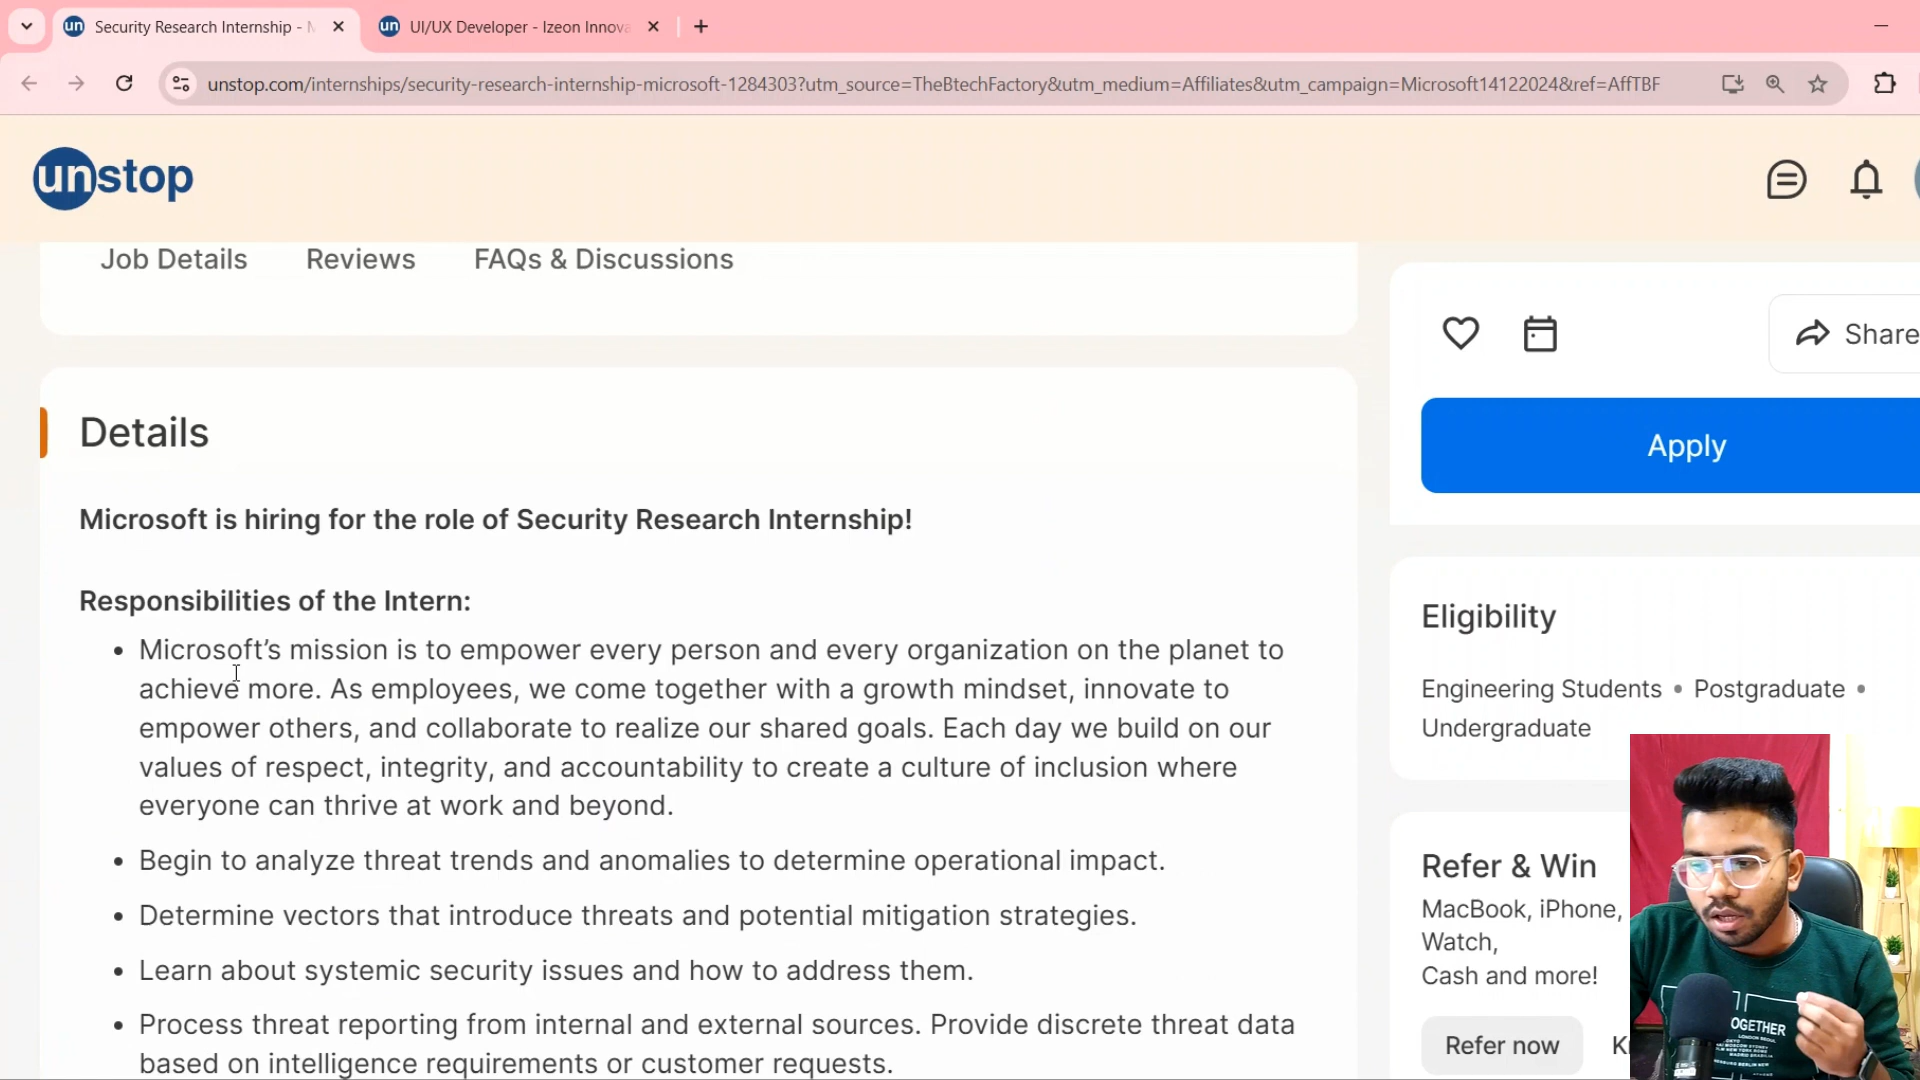 un Security Research Internship - M
un UI/UX Developer - Izeon Innova
unstop.com/internships/security-research-internship-microsoft-1284303?utm_source=TheBtechFactory&utm_medium=Affiliates&utm_campaign=Microsoft14122024&ref=AffTBF
unstop
Job Details Reviews FAQs & Discussions
Share
Apply
Details
Microsoft is hiring for the role of Security Research Internship!
Responsibilities of the Intern:
• Microsoft’s mission is to empower every person and every organization on the planet to
achieve more. As employees, we come together with a growth mindset, innovate to
empower others, and collaborate to realize our shared goals. Each day we build on our
values of respect, integrity, and accountability to create a culture of inclusion where
everyone can thrive at work and beyond.
• Begin to analyze threat trends and anomalies to determine operational impact.
• Determine vectors that introduce threats and potential mitigation strategies.
• Learn about systemic security issues and how to address them.
• Process threat reporting from internal and external sources. Provide discrete threat data
based on intelligence requirements or customer requests.
Eligibility
Engineering Students • Postgraduate •
Undergraduate
Refer & Win
MacBook, iPhone,
Watch,
Cash and more!
Refer now
OGETHER